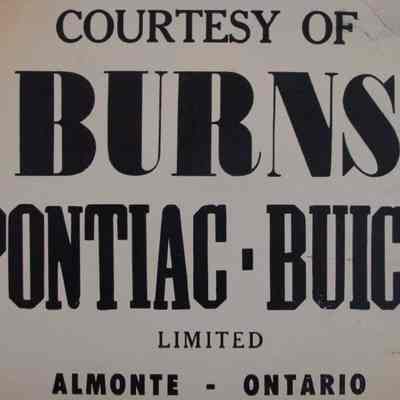 COURTESY OF
BURNS
PONTIAC · BUIC
LIMITED
ALMONTE - ONTARIO